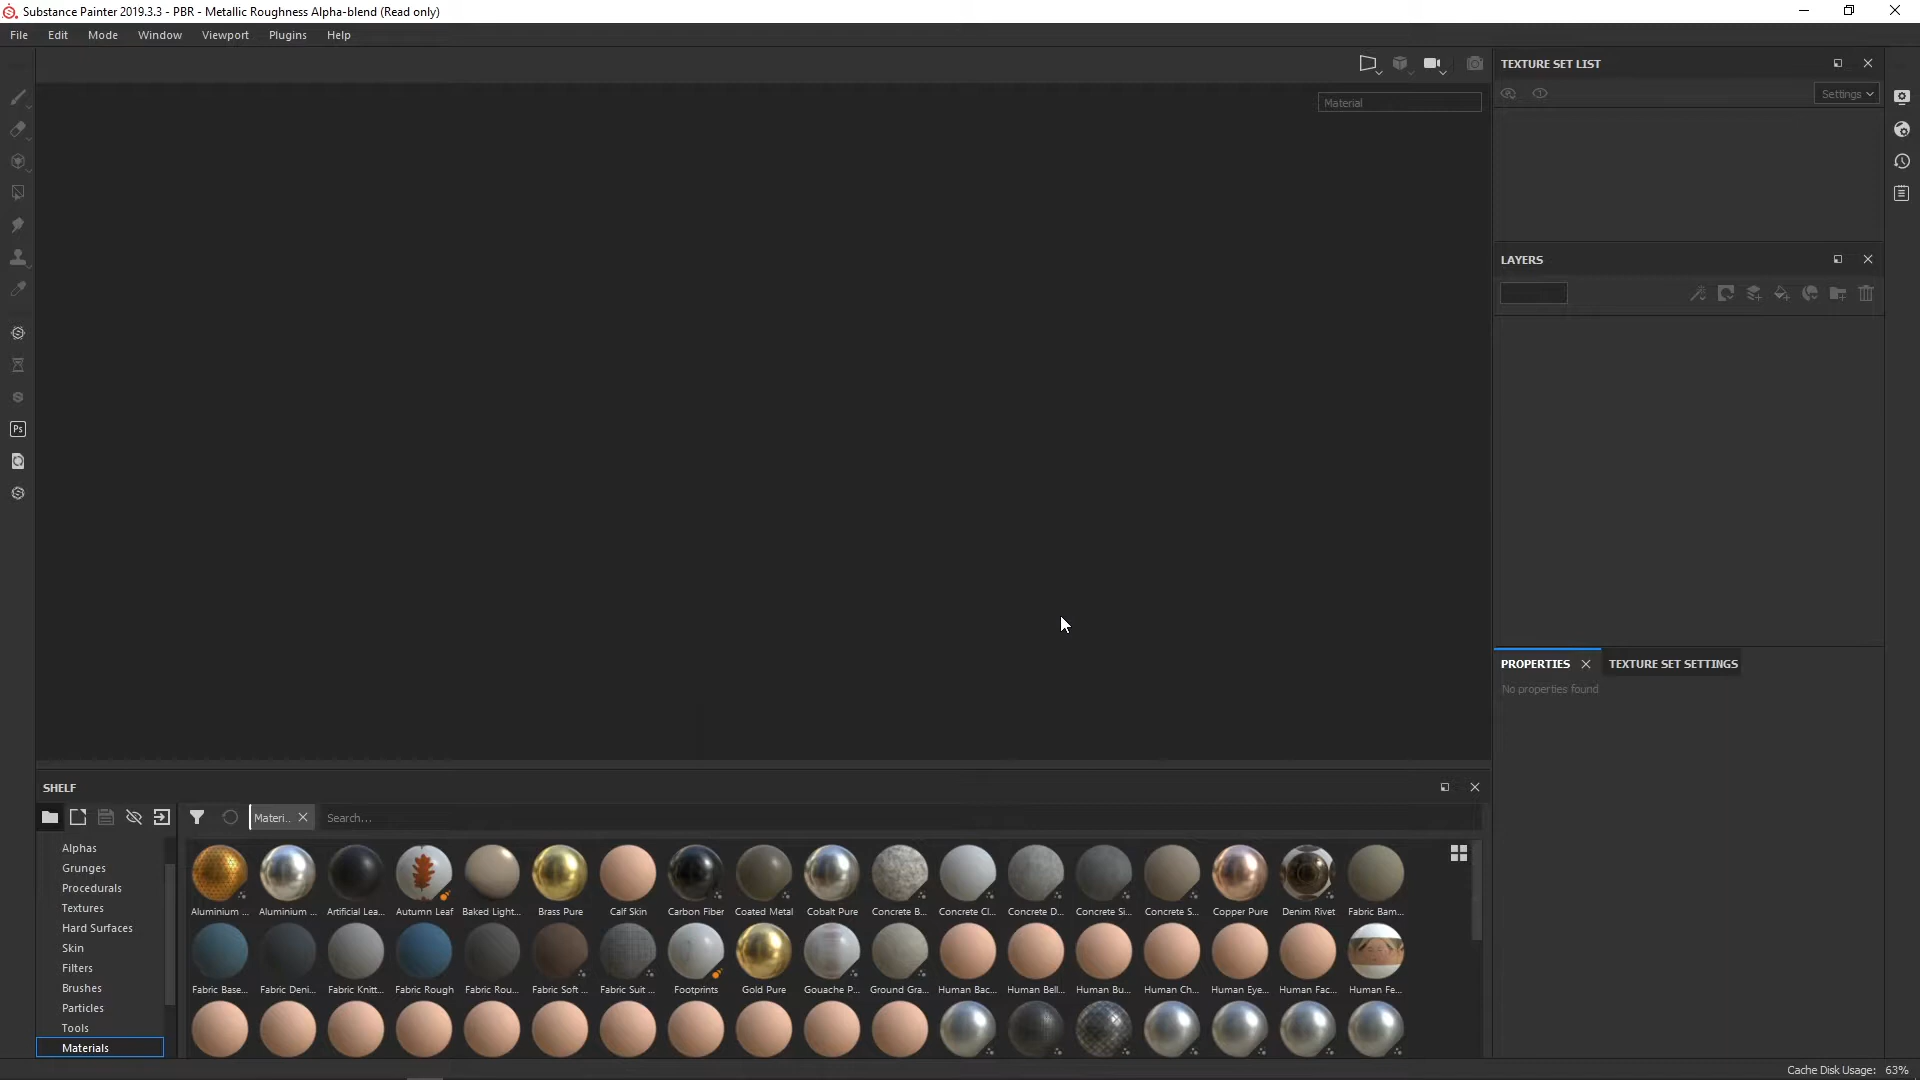 Substance Painter 2019.3.3 - PBR - Metallic Roughness Alpha-blend (Read only)
File Edit Mode Window Viewport Plugins Help
Material
TEXTURE SET LIST
Settings
LAYERS
Ps
PROPERTIES
TEXTURE SET SETTINGS
No properties found
SHELF
Materi..
Search...
Alphas
Grunges
Procedurals
Textures
Hard Surfaces
Skin
Filters
Brushes
Particles
Tools
Materials
Aluminium ... Aluminium ... Artificial Lea... Autumn Leaf Baked Light... Brass Pure Calf Skin Carbon Fiber Coated Metal Cobalt Pure Concrete B... Concrete Cl... Concrete D... Concrete Si... Concrete S... Copper Pure Denim Rivet Fabric Bam...
Fabric Base... Fabric Deni... Fabric Knitt... Fabric Rough Fabric Rou... Fabric Soft ... Fabric Suit ... Footprints Gold Pure Gouache P... Ground Gra... Human Bac... Human Bell... Human Bu... Human Ch... Human Eye... Human Fac... Human Fe...
Cache Disk Usage: 63%